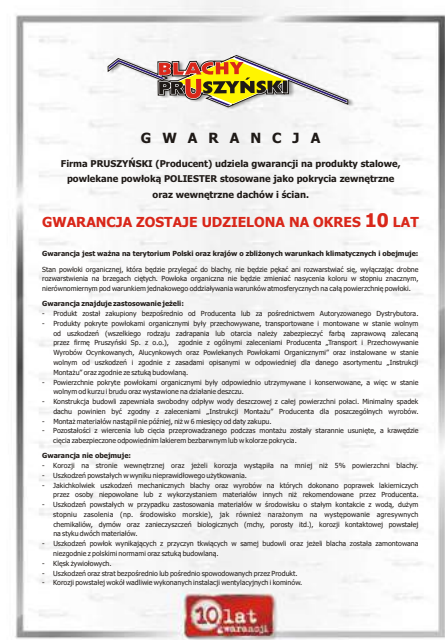 BLACHY
PRUSZYŃSKI
GWARANCJA
Firma PRUSZYŃSKI (Producent) udziela gwarancji na produkty stalowe,
powlekane powłoką POLIESTER stosowane jako pokrycia zewnętrzne
oraz wewnętrzne dachów i ścian.
GWARANCJA ZOSTAJE UDZIELONA NA OKRES 10 LAT
Gwarancja jest ważna na terytorium Polski oraz krajów o zbliżonych warunkach klimatycznych i obejmuje:
Stan powłoki organicznej, która będzie przylegać do blachy, nie będzie pękać ani rozwarstwiać się, wyłączając drobne
rozwarstwienia na brzegach ciętych. Powłoka organiczna nie będzie zmieniać nasycenia koloru w stopniu znacznym,
nierównomiernym pod warunkiem jednakowego oddziaływania warunków atmosferycznych na całą powierzchnię powłoki.
Gwarancja znajduje zastosowanie jeżeli:
- Produkt został zakupiony bezpośrednio od Producenta lub za pośrednictwem Autoryzowanego Dystrybutora.
- Produkty pokryte powłokami organicznymi były przechowywane, transportowane i montowane w stanie wolnym
od uszkodzeń (wszelkiego rodzaju zadrapania lub otarcia należy zabezpieczyć farbą zaprawową zalecaną
przez firmę Pruszyński Sp. z o.o.), zgodnie z ogólnymi zaleceniami Producenta „Transport i Przechowywanie
Wyrobów Ocynkowanych, Alucynkowych oraz Powlekanych Powłokami Organicznymi" oraz instalowane w stanie
wolnym od uszkodzeń i zgodnie z zasadami opisanymi w odpowiedniej dla danego asortymentu „Instrukcji
Montażu" oraz zgodnie ze sztuką budowlaną.
- Powierzchnie pokryte powłokami organicznymi były odpowiednio utrzymywane i konserwowane, a więc w stanie
wolnym od kurzu i brudu oraz wystawione na działanie deszczu.
- Konstrukcja budowli zapewniała swobodny odpływ wody deszczowej z całej powierzchni połaci. Minimalny spadek
dachu powinien być zgodny z zaleceniami „Instrukcji Montażu" Producenta dla poszczególnych wyrobów.
- Montaż materiałów nastąpił nie później, niż w 6 miesięcy od daty zakupu.
- Pozostałości z wiercenia lub cięcia przeprowadzanego podczas montażu zostały starannie usunięte, a krawędzie
cięcia zabezpieczone odpowiednim lakierem bezbarwnym lub w kolorze pokrycia.
Gwarancja nie obejmuje:
- Korozji na stronie wewnętrznej oraz jeżeli korozja wystąpiła na mniej niż 5% powierzchni blachy.
- Uszkodzeń powstałych w wyniku nieprawidłowego użytkowania.
- Jakichkolwiek uszkodzeń mechanicznych blachy oraz wyrobów na których dokonano poprawek lakierniczych
przez osoby niepowołane lub z wykorzystaniem materiałów innych niż rekomendowane przez Producenta.
- Uszkodzeń powstałych w przypadku zastosowania materiałów w środowisku o stałym kontakcie z wodą, dużym
stopniu zasolenia (np. środowisko morskie), jak również narażonym na występowanie agresywnych
chemikaliów, dymów oraz zanieczyszczeń biologicznych (mchy, porosty itd.), korozji kontaktowej powstałej
na styku dwóch materiałów.
- Uszkodzeń powłok wynikających z przyczyn tkwiących w samej budowli oraz jeżeli blacha została zamontowana
niezgodnie z polskimi normami oraz sztuką budowlaną.
- Klęsk żywiołowych.
- Uszkodzeń oraz strat bezpośrednio lub pośrednio spowodowanych przez Produkt.
- Korozji powstałej wokół wadliwie wykonanych instalacji wentylacyjnych i kominów.
10 lat
gwarancji